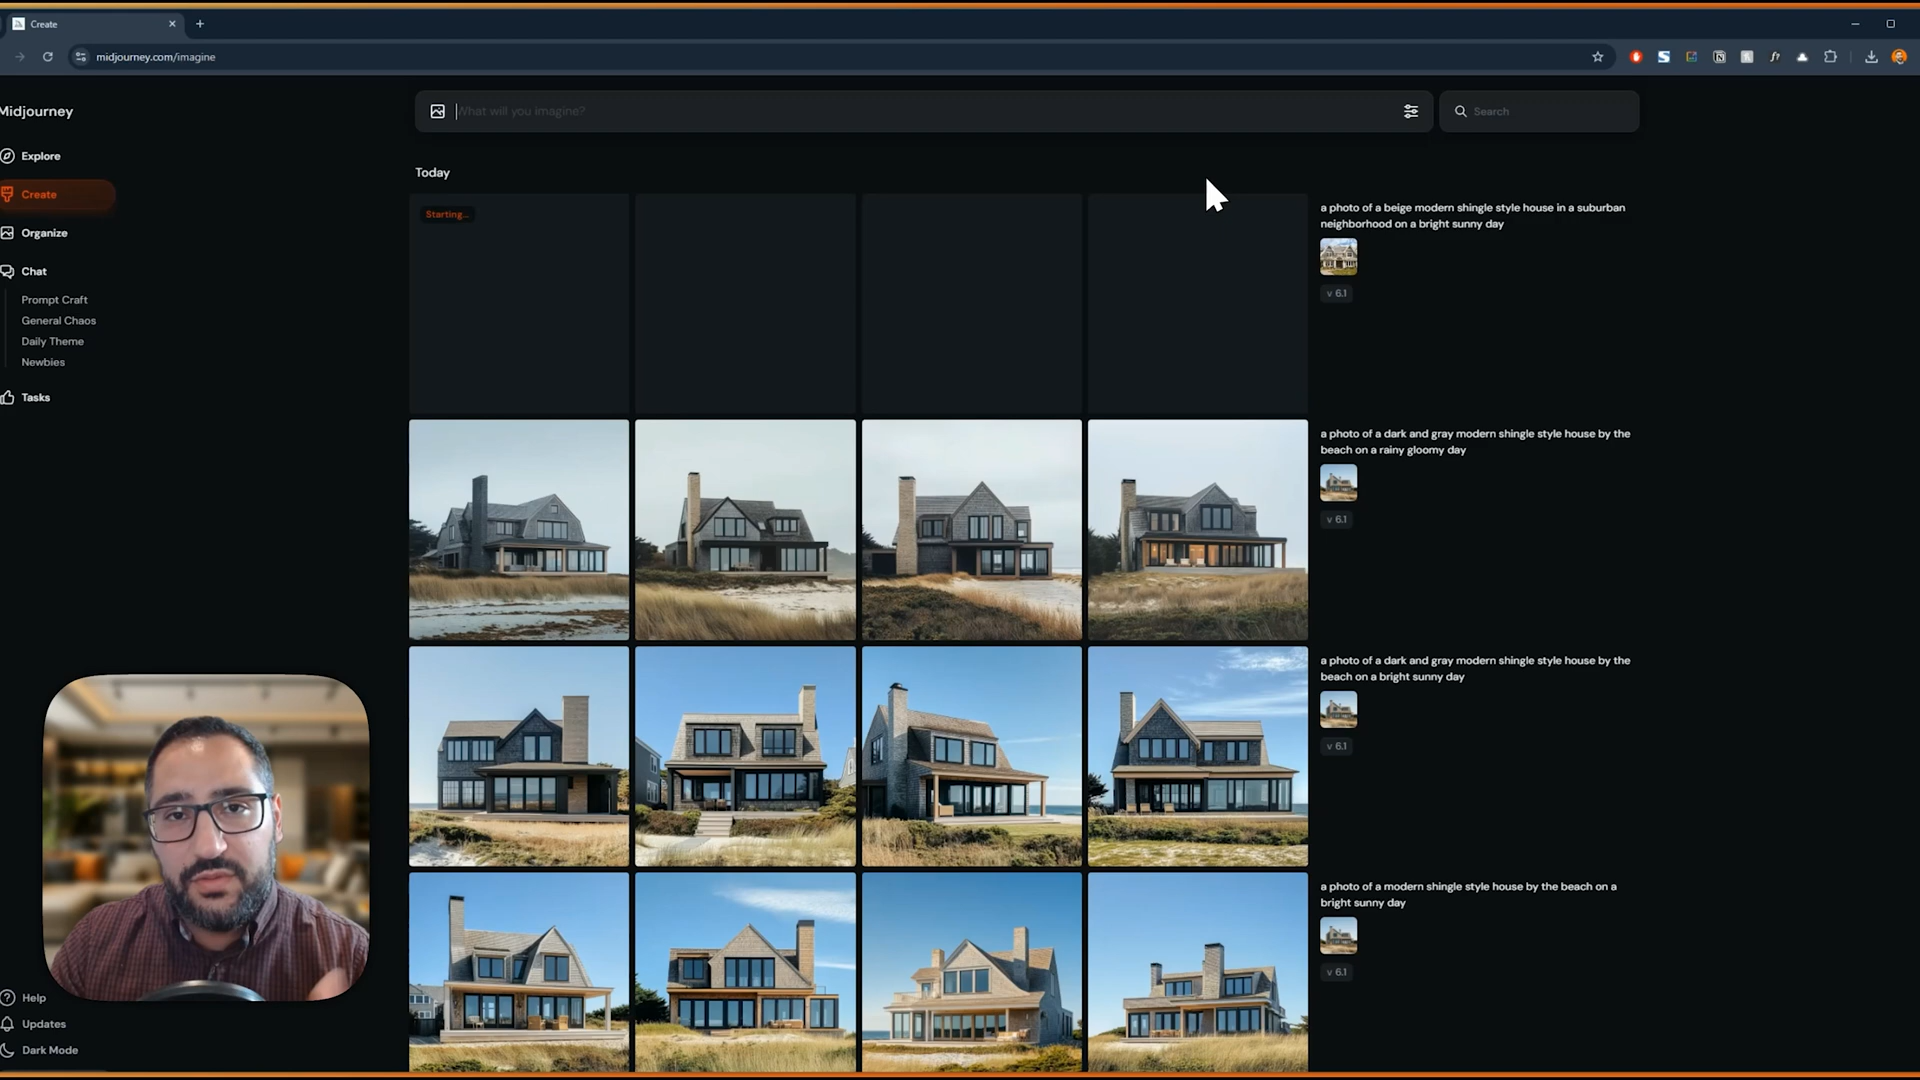 Create
midjourney.com/imagine
Midjourney
What will you imagine?
Search
Explore
Create
Organize
Chat
Prompt Craft
General Chaos
Daily Theme
Newbies
Tasks
Today
Starting...
a photo of a beige modern shingle style house in a suburban
neighborhood on a bright sunny day
v 6.1
a photo of a dark and gray modern shingle style house by the
beach on a rainy gloomy day
v 6.1
a photo of a dark and gray modern shingle style house by the
beach on a bright sunny day
v 6.1
a photo of a modern shingle style house by the beach on a
bright sunny day
v 6.1
Help
Updates
Dark Mode